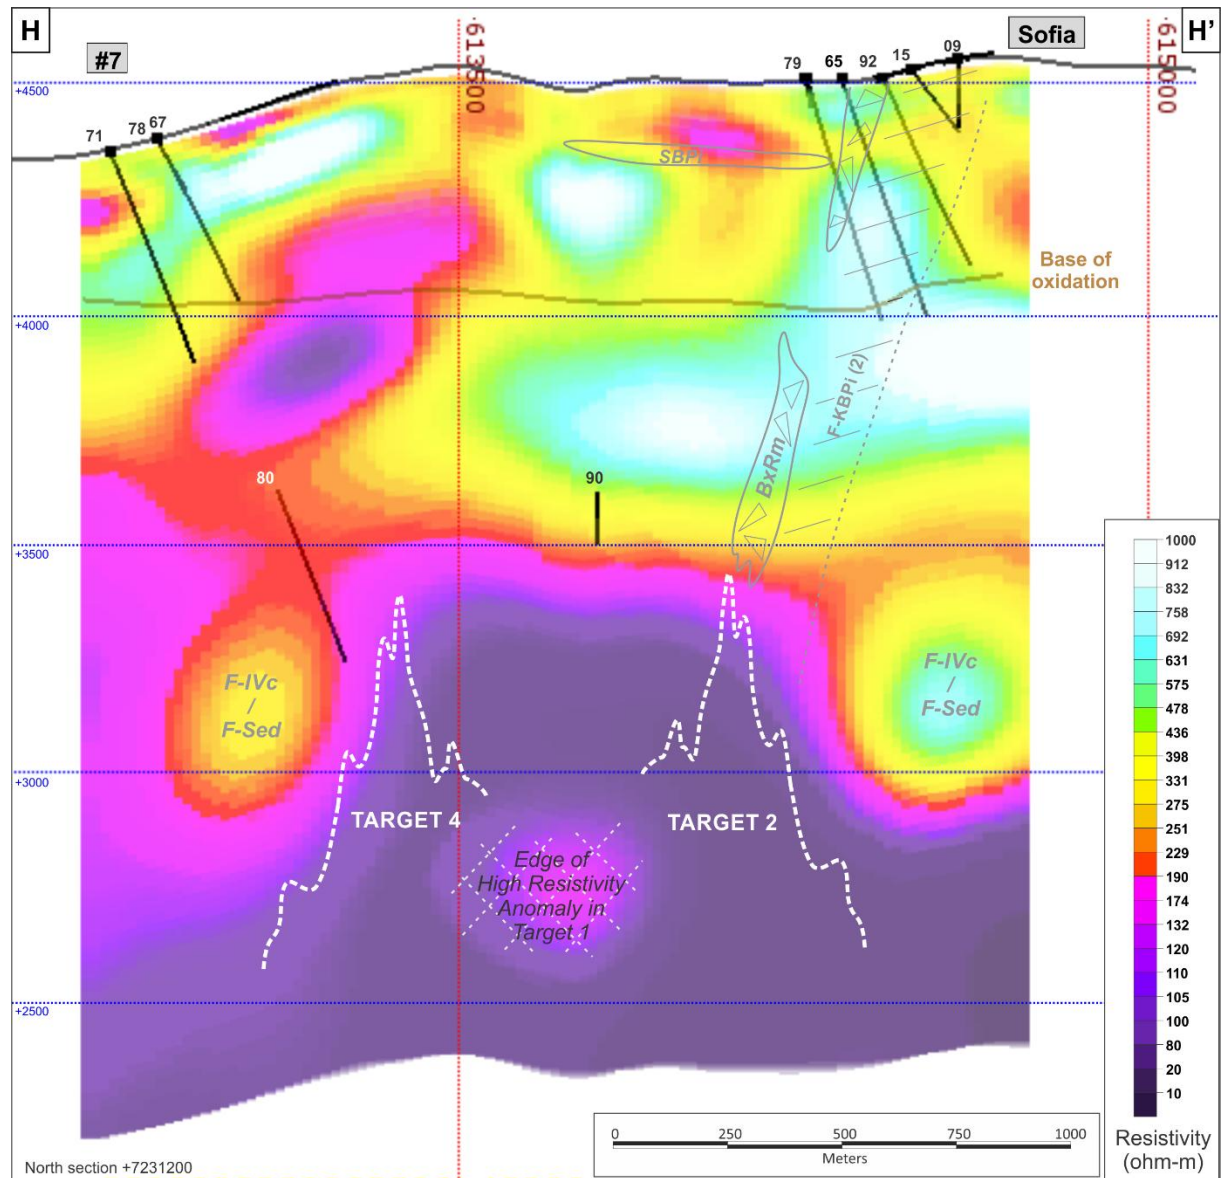 H
H'
#7
Sofia
613500
615000
79
65
92
15
09
71
78
67
+4500
SBPi
Base of
oxidation
+4000
F-KBPi (2)
BxRm
80
90
+3500
F-IVc
/
F-Sed
F-IVc
/
F-Sed
+3000
TARGET 4
TARGET 2
Edge of
High Resistivity
Anomaly in
Target 1
+2500
1000
912
832
758
692
631
575
478
436
398
331
275
251
229
190
174
132
120
110
105
100
80
20
10
Resistivity
(ohm-m)
0 250 500 750 1000
Meters
North section +7231200